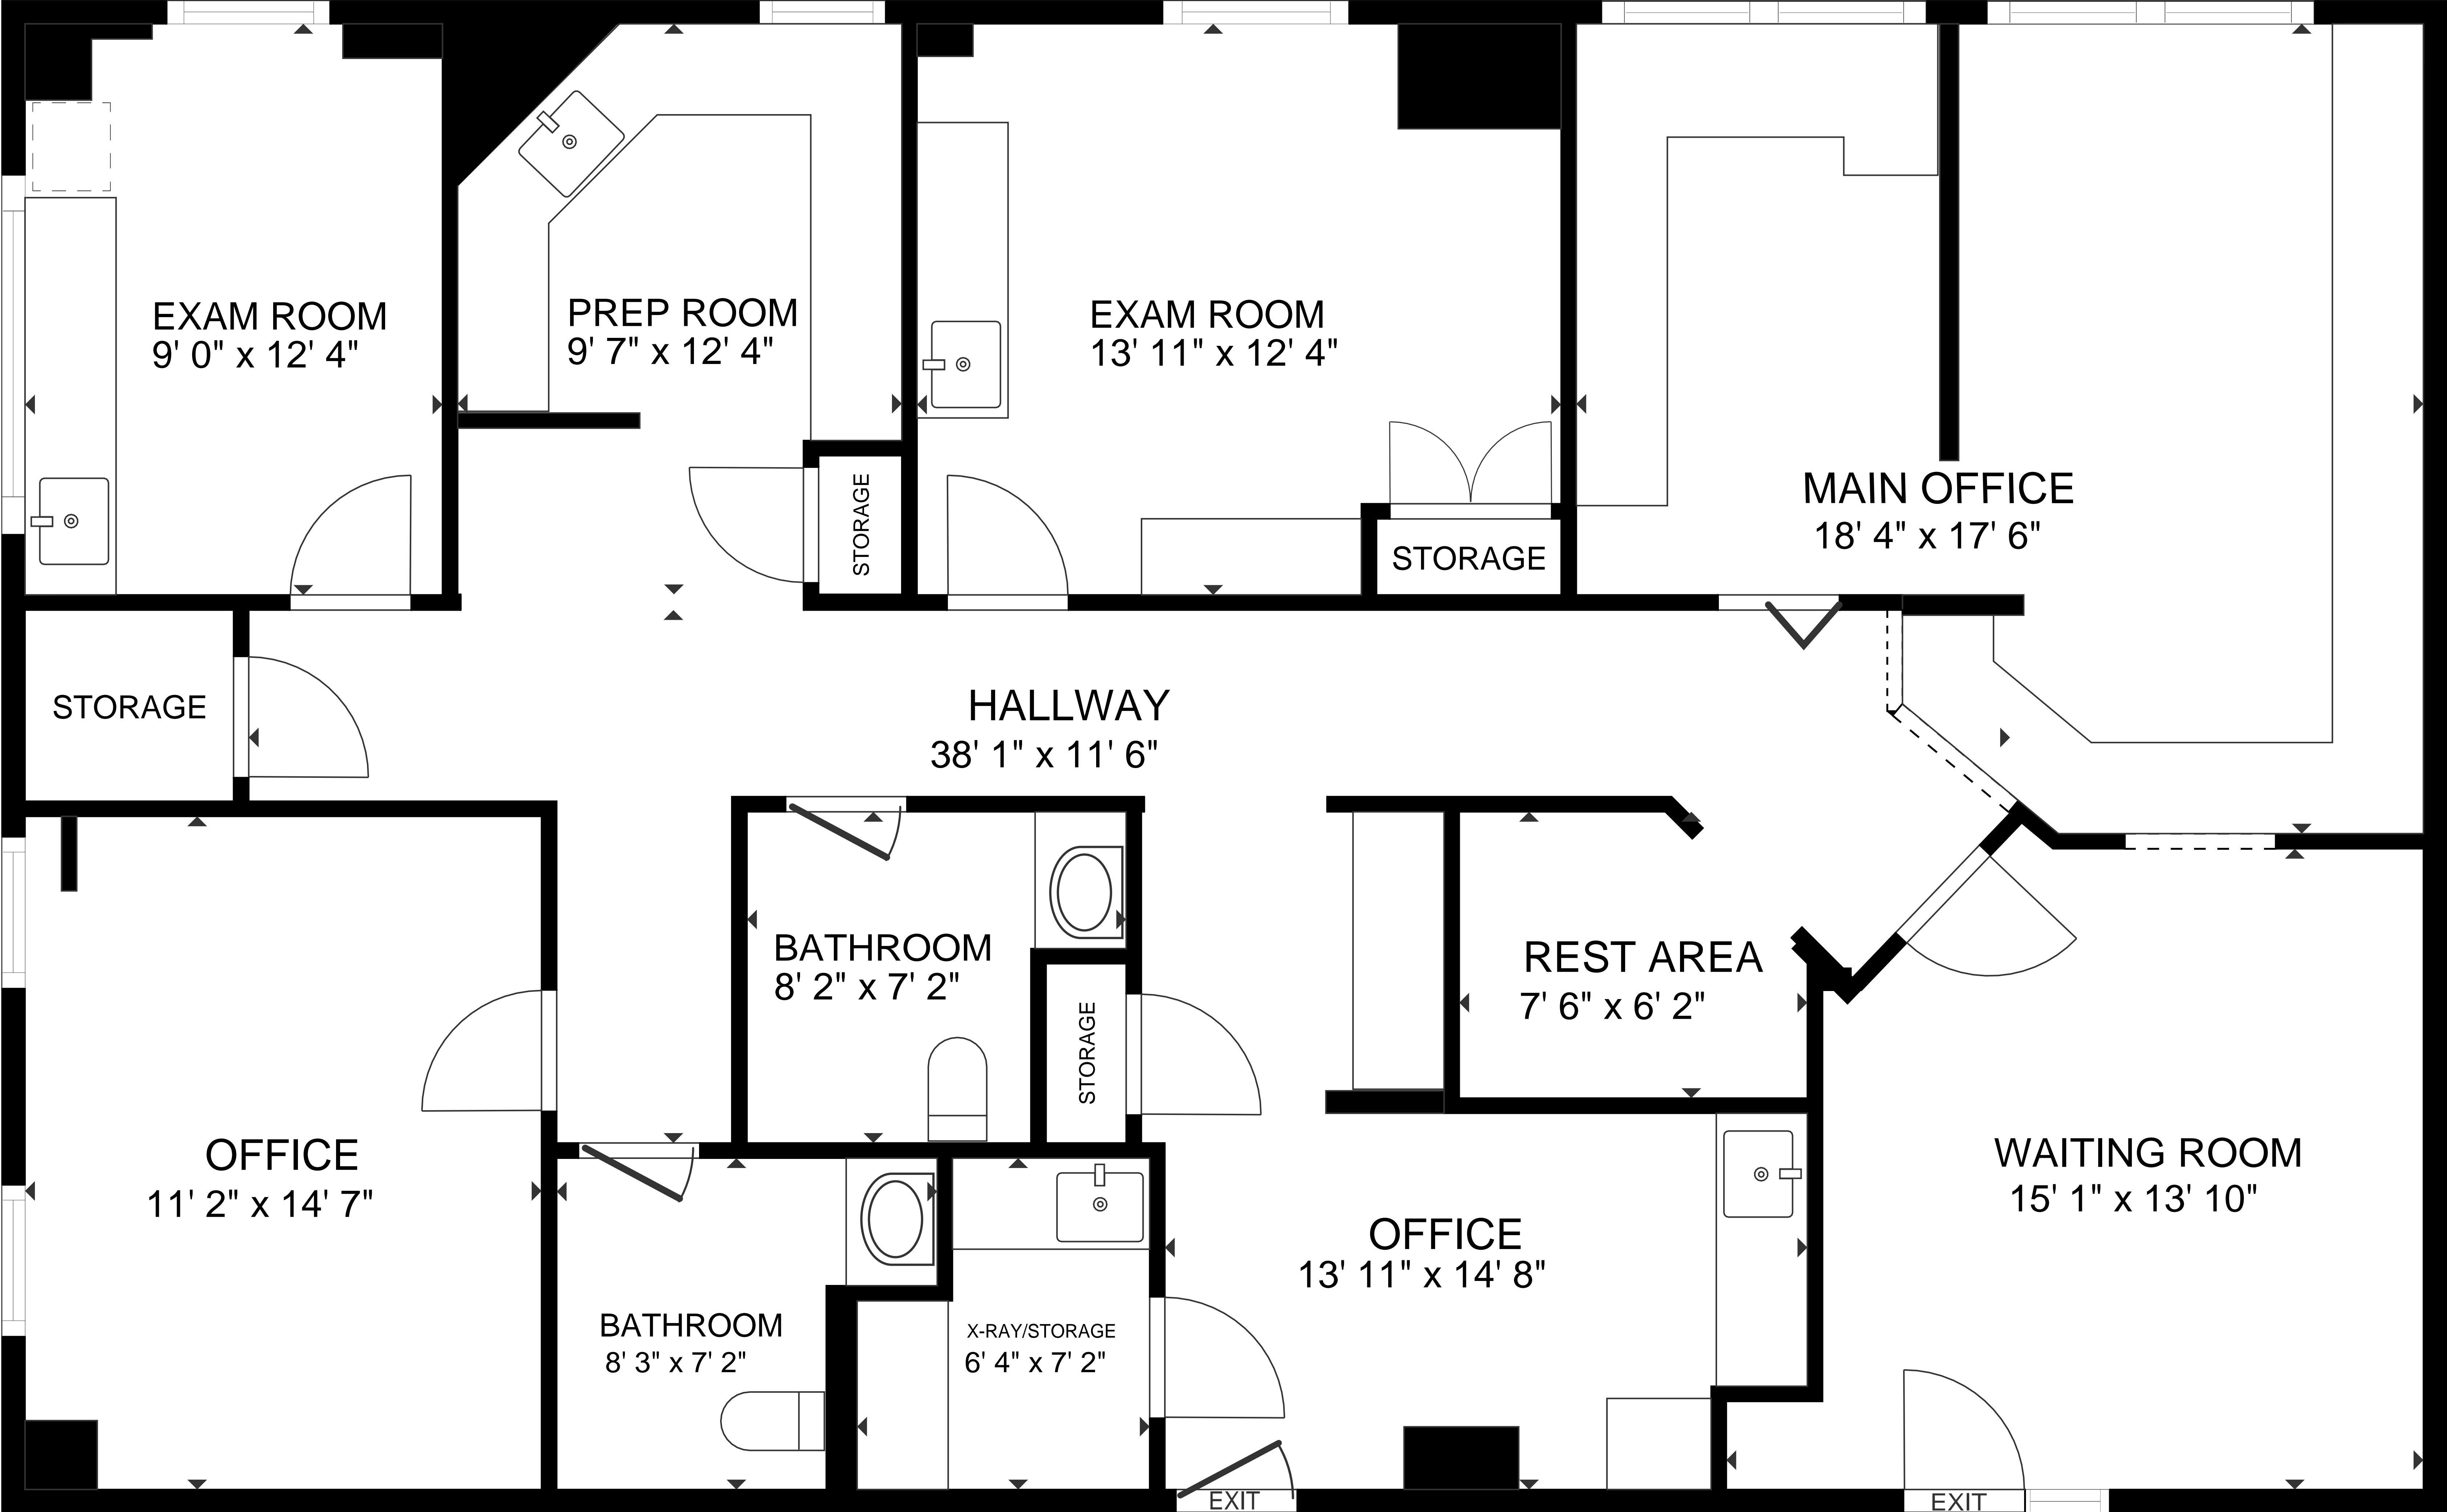 EXAM ROOM
9' 0" x 12' 4"
PREP ROOM
9' 7" x 12' 4"
EXAM ROOM
13' 11" x 12' 4"
STORAGE
STORAGE
MAIN OFFICE
18' 4" x 17' 6"
STORAGE
HALLWAY
38' 1" x 11' 6"
BATHROOM
8' 2" x 7' 2"
STORAGE
REST AREA
7' 6" x 6' 2"
OFFICE
11' 2" x 14' 7"
WAITING ROOM
15' 1" x 13' 10"
OFFICE
13' 11" x 14' 8"
BATHROOM
8' 3" x 7' 2"
X-RAY/STORAGE
6' 4" x 7' 2"
EXIT
EXIT